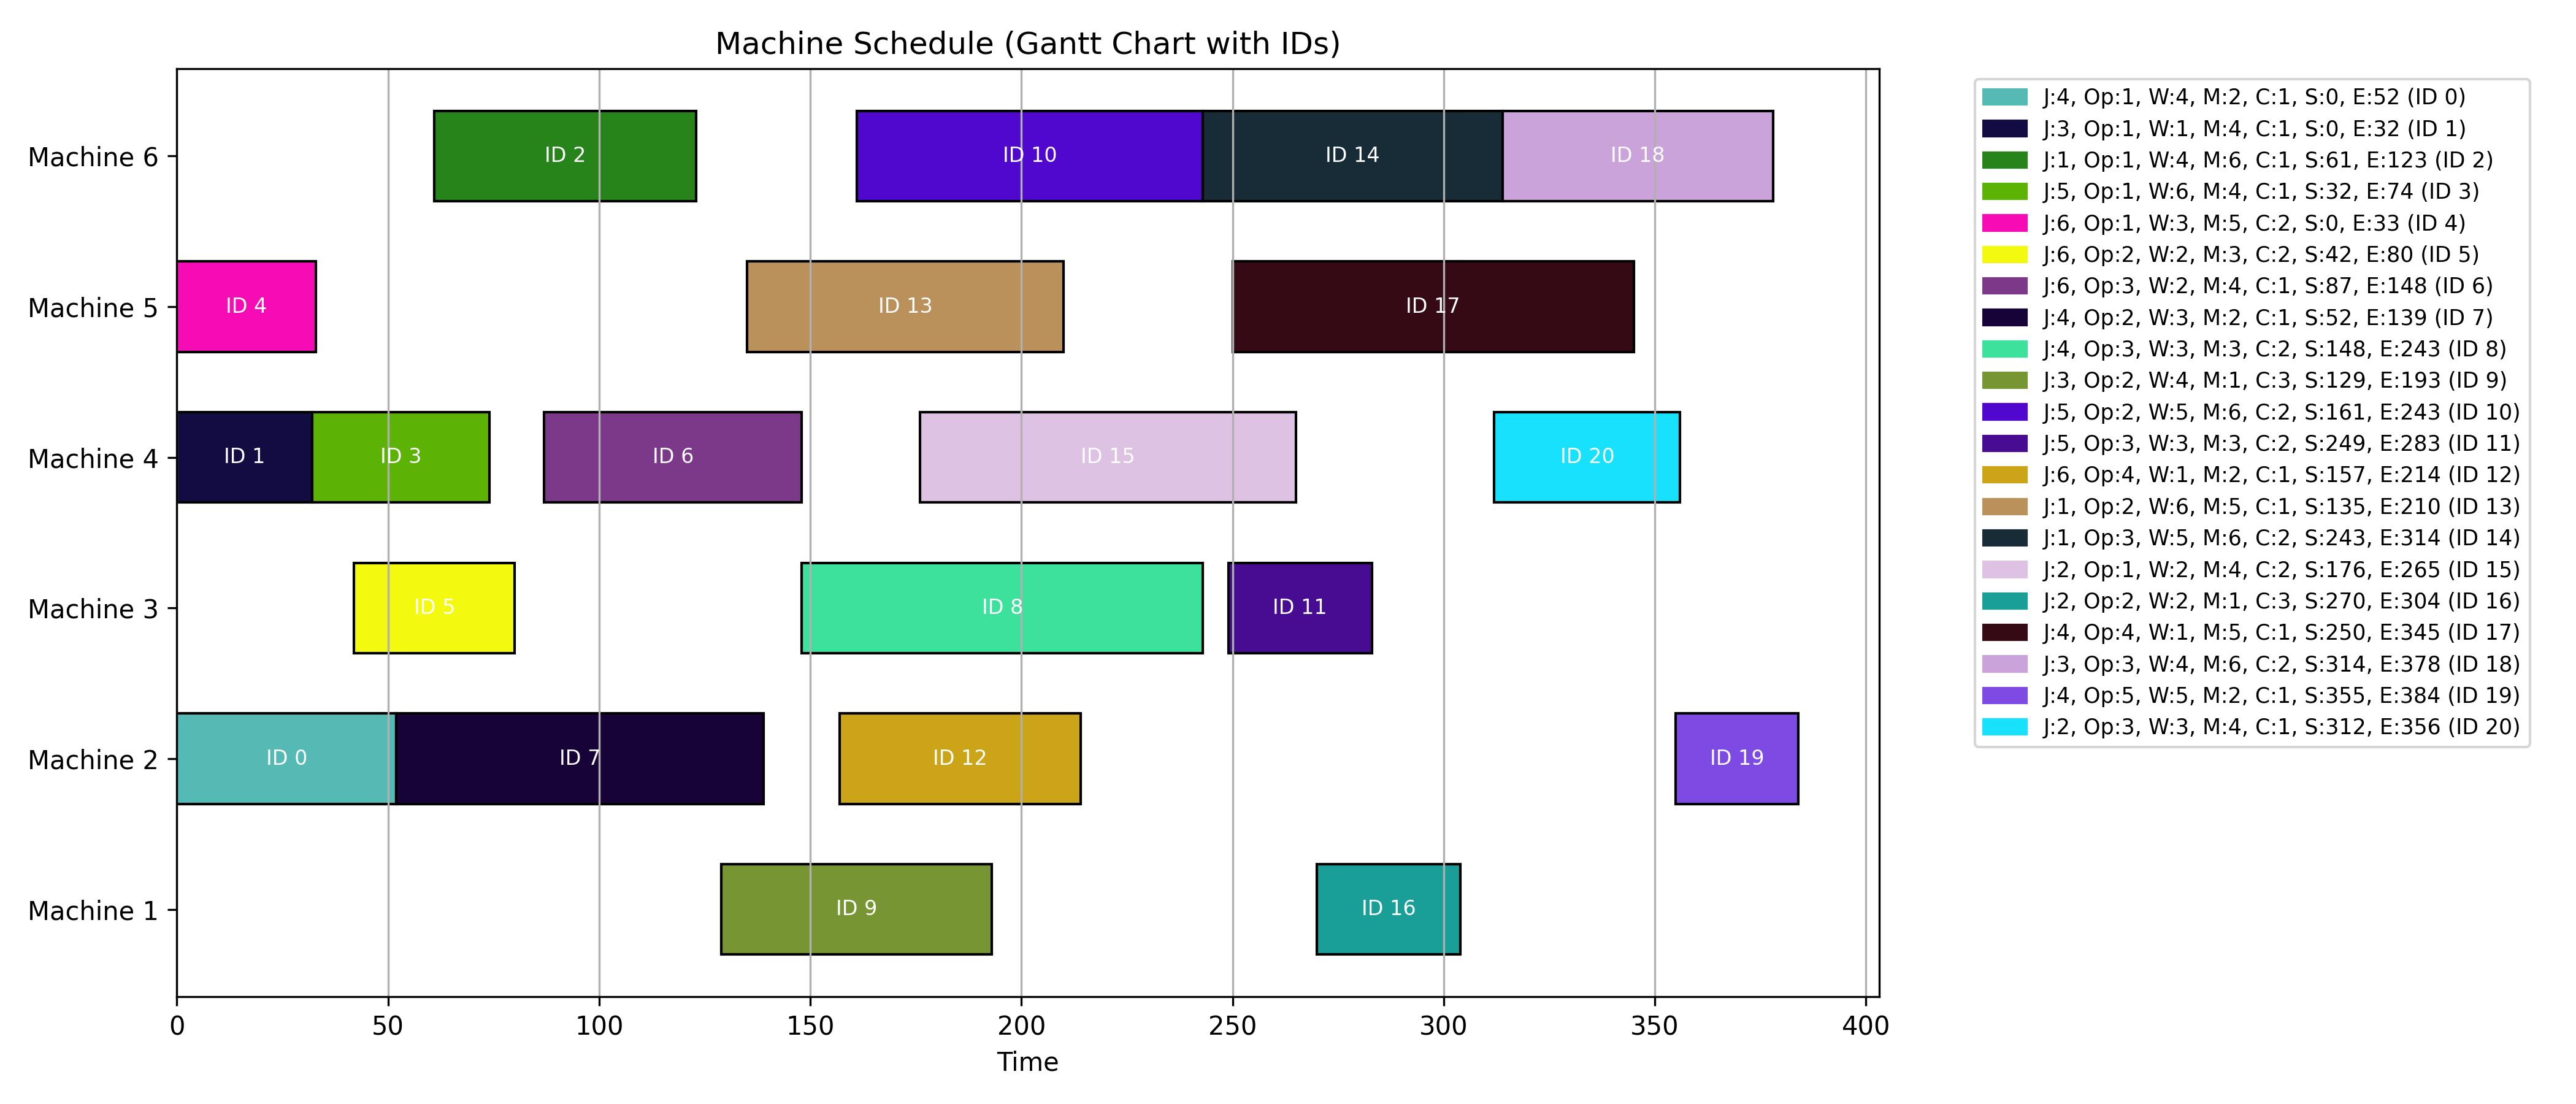 Machine Schedule (Gantt Chart with IDs)
Machine 6
ID 2
ID 10
ID 14
ID 18
Machine 5
ID 4
ID 13
ID 17
Machine 4
ID 1
ID 3
ID 6
ID 15
ID 20
Machine 3
ID 5
ID 8
ID 11
Machine 2
ID 0
ID 7
ID 12
ID 19
Machine 1
ID 9
ID 16
0 50 100 150 200 250 300 350 400
Time
J:4, Op:1, W:4, M:2, C:1, S:0, E:52 (ID 0)
J:3, Op:1, W:1, M:4, C:1, S:0, E:32 (ID 1)
J:1, Op:1, W:4, M:6, C:1, S:61, E:123 (ID 2)
J:5, Op:1, W:6, M:4, C:1, S:32, E:74 (ID 3)
J:6, Op:1, W:3, M:5, C:2, S:0, E:33 (ID 4)
J:6, Op:2, W:2, M:3, C:2, S:42, E:80 (ID 5)
J:6, Op:3, W:2, M:4, C:1, S:87, E:148 (ID 6)
J:4, Op:2, W:3, M:2, C:1, S:52, E:139 (ID 7)
J:4, Op:3, W:3, M:3, C:2, S:148, E:243 (ID 8)
J:3, Op:2, W:4, M:1, C:3, S:129, E:193 (ID 9)
J:5, Op:2, W:5, M:6, C:2, S:161, E:243 (ID 10)
J:5, Op:3, W:3, M:3, C:2, S:249, E:283 (ID 11)
J:6, Op:4, W:1, M:2, C:1, S:157, E:214 (ID 12)
J:1, Op:2, W:6, M:5, C:1, S:135, E:210 (ID 13)
J:1, Op:3, W:5, M:6, C:2, S:243, E:314 (ID 14)
J:2, Op:1, W:2, M:4, C:2, S:176, E:265 (ID 15)
J:2, Op:2, W:2, M:1, C:3, S:270, E:304 (ID 16)
J:4, Op:4, W:1, M:5, C:1, S:250, E:345 (ID 17)
J:3, Op:3, W:4, M:6, C:2, S:314, E:378 (ID 18)
J:4, Op:5, W:5, M:2, C:1, S:355, E:384 (ID 19)
J:2, Op:3, W:3, M:4, C:1, S:312, E:356 (ID 20)